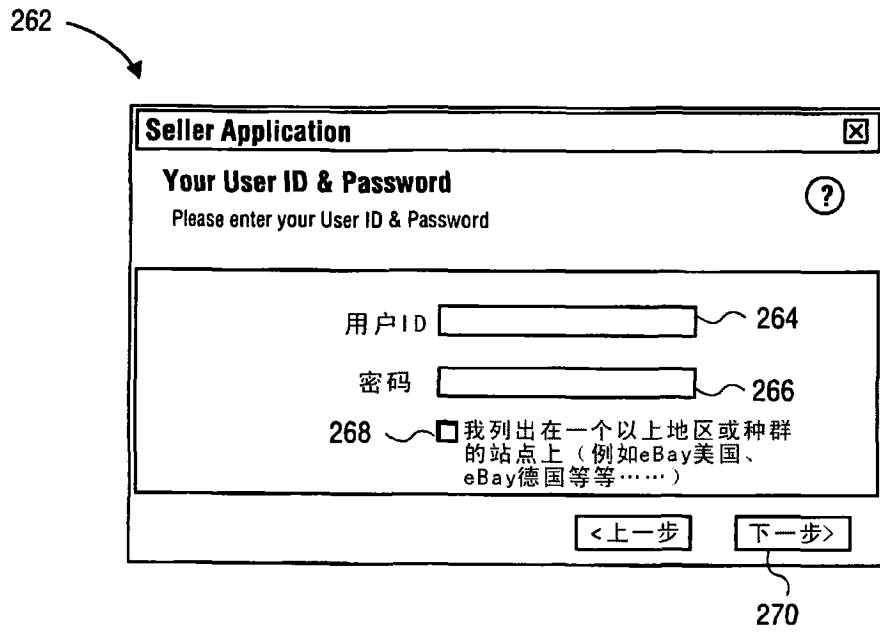 262
Seller Application
Your User ID & Password
?
Please enter your User ID & Password
用户ID
264
密码
266
268
我列出在一个以上地区或种群
的站点上（例如eBay美国、
eBay德国等等……）
<上一步
下一步>
270